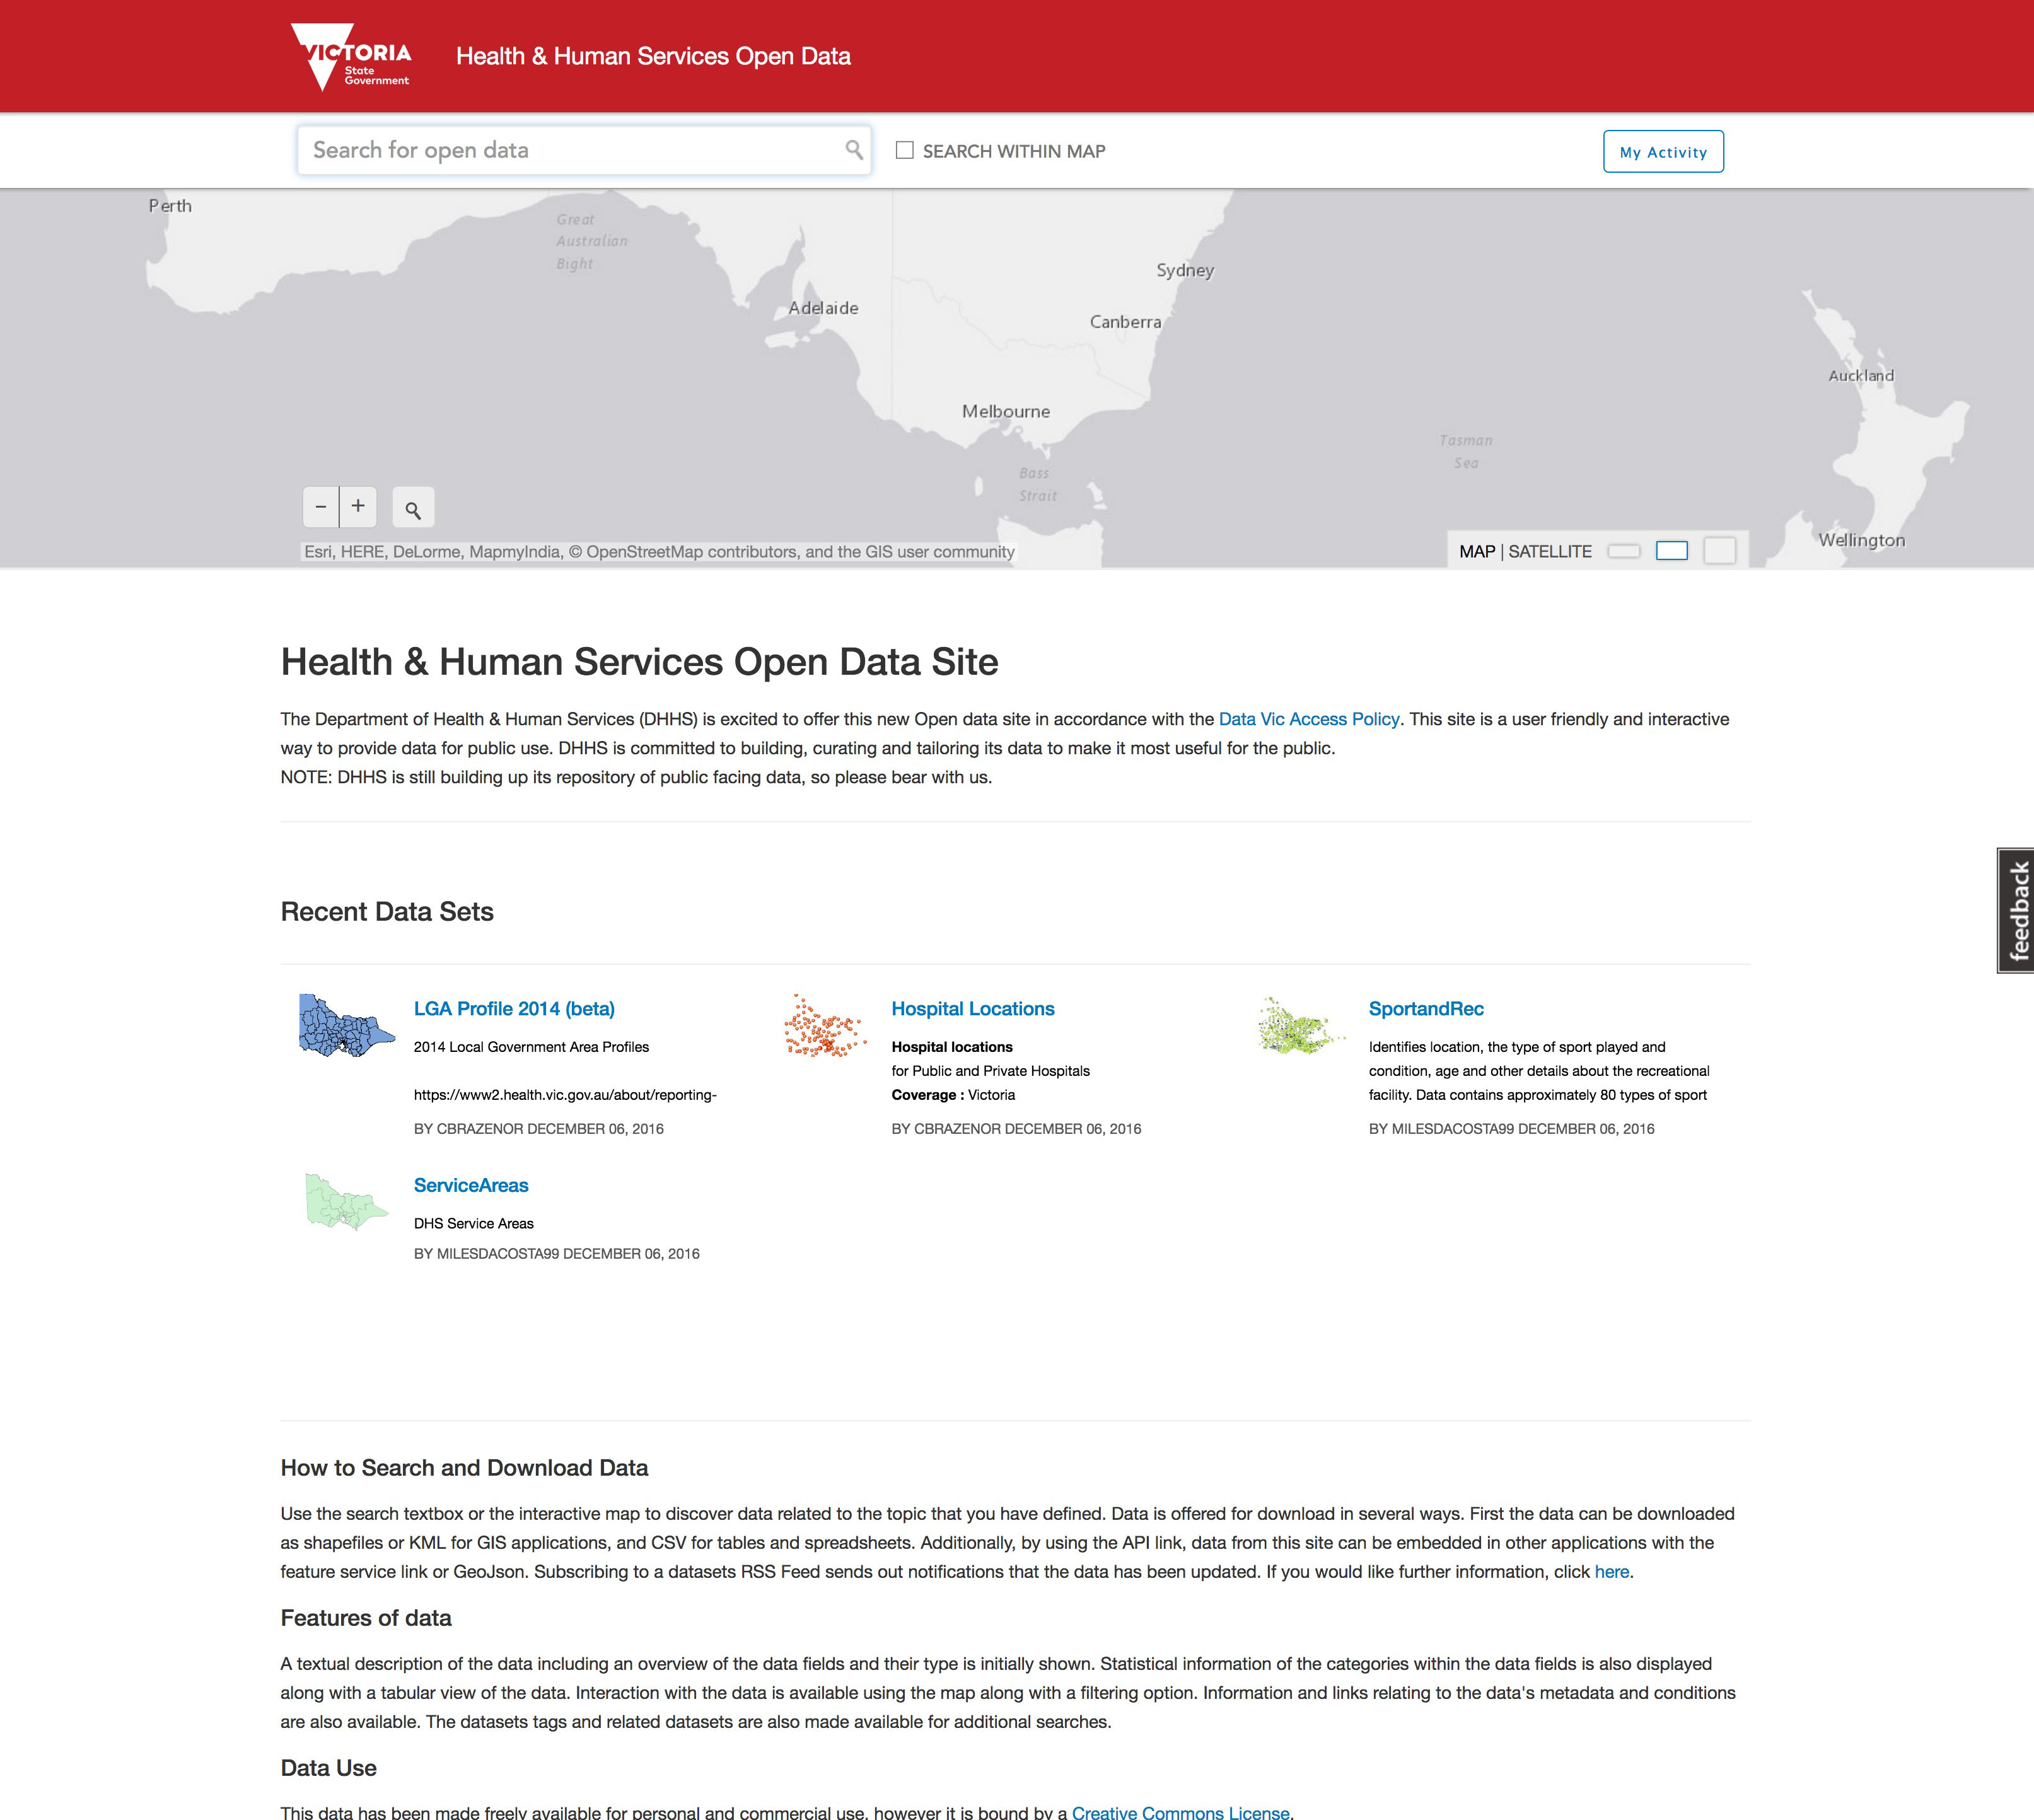 VICTORIA
State
Government
Health & Human Services Open Data
Search for open data
SEARCH WITHIN MAP
My Activity
Perth
Great
Australian
Bight
Sydney
Adelaide
Canberra
Auckland
Melbourne
Tasman
Sea
Bass
Strait
− +
Wellington
Esri, HERE, DeLorme, MapmyIndia, © OpenStreetMap contributors, and the GIS user community
MAP | SATELLITE
Health & Human Services Open Data Site
The Department of Health & Human Services (DHHS) is excited to offer this new Open data site in accordance with the Data Vic Access Policy. This site is a user friendly and interactive
way to provide data for public use. DHHS is committed to building, curating and tailoring its data to make it most useful for the public.
NOTE: DHHS is still building up its repository of public facing data, so please bear with us.
feedback
Recent Data Sets
LGA Profile 2014 (beta)
2014 Local Government Area Profiles
https://www2.health.vic.gov.au/about/reporting-
BY CBRAZENOR DECEMBER 06, 2016
Hospital Locations
Hospital locations
for Public and Private Hospitals
Coverage : Victoria
BY CBRAZENOR DECEMBER 06, 2016
SportandRec
Identifies location, the type of sport played and
condition, age and other details about the recreational
facility. Data contains approximately 80 types of sport
BY MILESDACOSTA99 DECEMBER 06, 2016
ServiceAreas
DHS Service Areas
BY MILESDACOSTA99 DECEMBER 06, 2016
How to Search and Download Data
Use the search textbox or the interactive map to discover data related to the topic that you have defined. Data is offered for download in several ways. First the data can be downloaded
as shapefiles or KML for GIS applications, and CSV for tables and spreadsheets. Additionally, by using the API link, data from this site can be embedded in other applications with the
feature service link or GeoJson. Subscribing to a datasets RSS Feed sends out notifications that the data has been updated. If you would like further information, click here.
Features of data
A textual description of the data including an overview of the data fields and their type is initially shown. Statistical information of the categories within the data fields is also displayed
along with a tabular view of the data. Interaction with the data is available using the map along with a filtering option. Information and links relating to the data's metadata and conditions
are also available. The datasets tags and related datasets are also made available for additional searches.
Data Use
This data has been made freely available for personal and commercial use, however it is bound by a Creative Commons License.